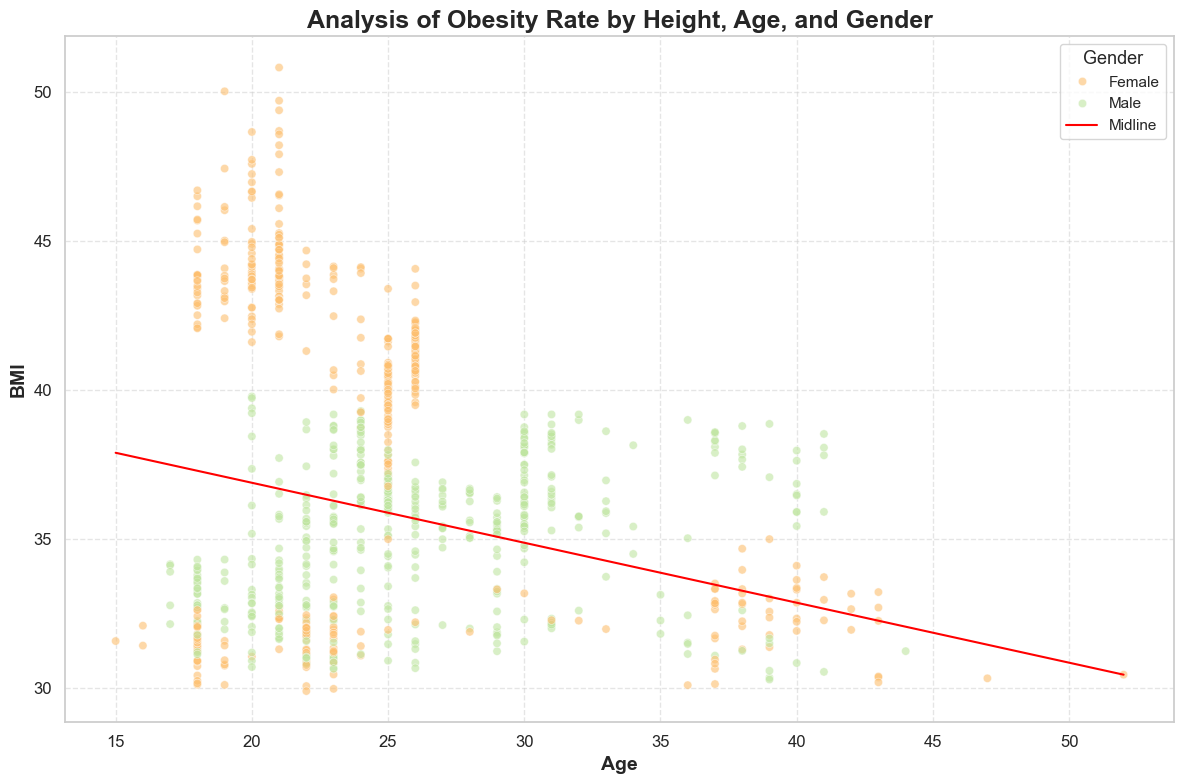 Analysis of Obesity Rate by Height, Age, and Gender
Gender
Female
Male
Midline
BMI
50
45
40
35
30
15 20 25 30 35 40 45 50
Age